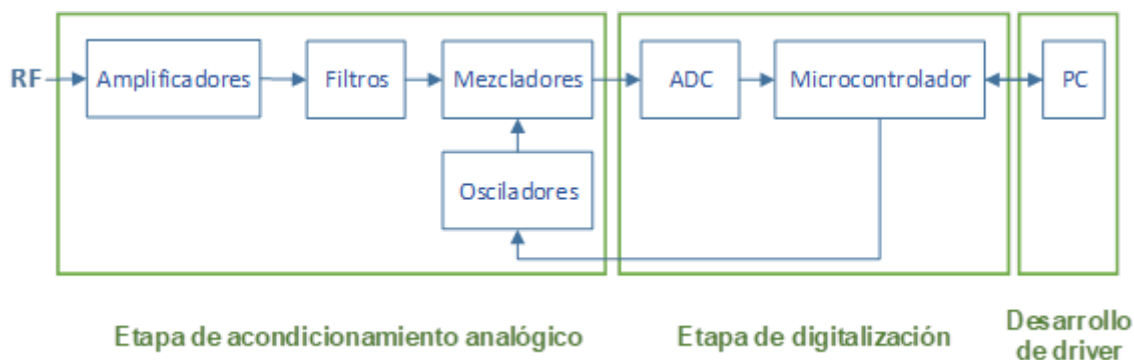 RF
Amplificadores
Filtros
Mezcladores
ADC
Microcontrolador
PC
Osciladores
Etapa de acondicionamiento analógico
Etapa de digitalización
Desarrollo
de driver